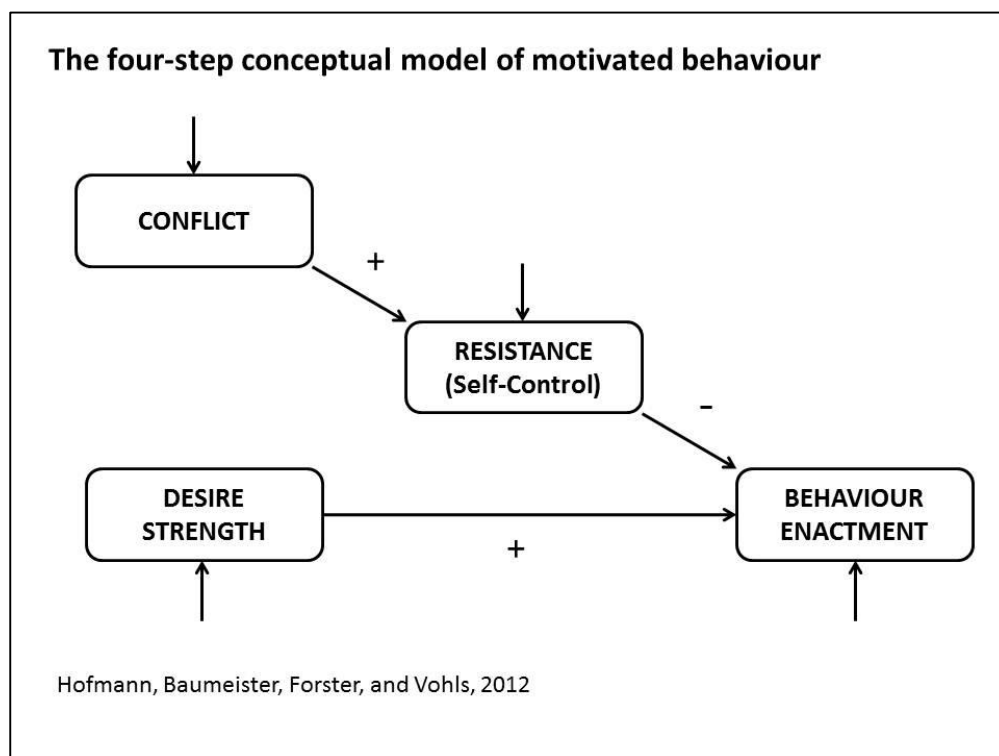 The four-step conceptual model of motivated behaviour
CONFLICT
+
RESISTANCE
(Self-Control)
-
DESIRE
STRENGTH
+
BEHAVIOUR
ENACTMENT
Hofmann, Baumeister, Forster, and Vohls, 2012